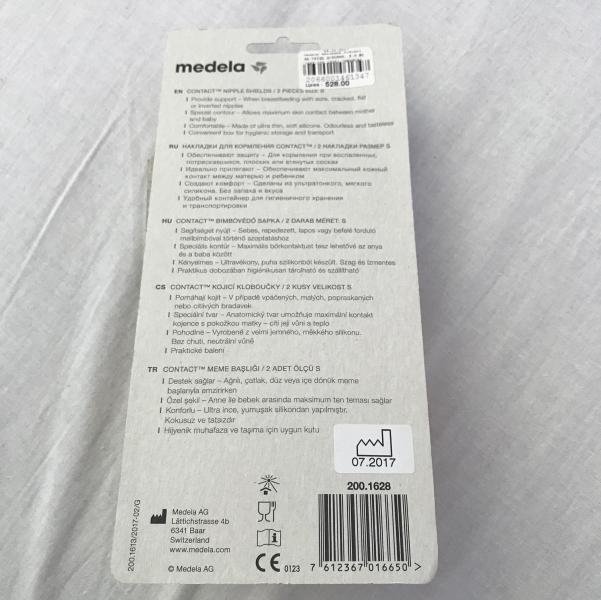 medela
2068001461347
Цена: 528.00
EN CONTACT™ NIPPLE SHIELDS / 2 PIECES SIZE: S
I Provide support – When breastfeeding with sore, cracked, flat
or inverted nipples
I Special contour – Allows maximum skin contact between mother
and baby
I Comfortable – Made of ultra thin, soft silicone. Odourless and tasteless
I Convenient box for hygienic storage and transport
RU НАКЛАДКИ ДЛЯ КОРМЛЕНИЯ CONTACT™ / 2 НАКЛАДКИ РАЗМЕР S
I Обеспечивают защиту – Для кормления при воспаленных,
потрескавшихся, плоских или втянутых сосках
I Идеально прилегают – Обеспечивают максимальный кожный
контакт между матерью и ребенком
I Создают комфорт – Сделаны из ультратонкого, мягкого
силикона. Без запаха и вкуса
I Удобный контейнер для гигиеничного хранения
и транспортировки
HU CONTACT™ BIMBÓVÉDŐ SAPKA / 2 DARAB MÉRET: S
I Segítséget nyújt – Sebes, repedezett, lapos vagy befelé forduló
mellbimbóval történő szoptatáshoz
I Speciális kontúr – Maximális bőrkontaktust tesz lehetővé az anya
és a baba között
I Kényelmes – Ultravékony, puha szilikonból készült. Szag és ízmentes
I Praktikus dobozában higiénikusan tárolható és szállítható
CS CONTACT™ KOJICÍ KLOBOUČKY / 2 KUSY VELIKOST S
I Pomáhají kojit – V případě vpáčených, malých, popraskaných
nebo citlivých bradavek
I Speciální tvar – Anatomický tvar umožňuje maximální kontakt
kojence s pokožkou matky – cítí její vůni a teplo
I Pohodlné – Vyrobené z velmi jemného, měkkého silikonu.
Bez chuti, neutrální vůně
I Praktické balení
TR CONTACT™ MEME BAŞLIĞI / 2 ADET ÖLÇÜ S
I Destek sağlar – Ağrılı, çatlak, düz veya içe dönük meme
başlarıyla emzirirken
I Özel şekil – Anne ile bebek arasında maksimum ten teması sağlar
I Konforlu – Ultra ince, yumuşak silikondan yapılmıştır.
Kokusuz ve tatsızdır
I Hijyenik muhafaza ve taşıma için uygun kutu
07.2017
200.1628
Medela AG
Lättichstrasse 4b
6341 Baar
Switzerland
www.medela.com
© Medela AG
CE 0123
7 612367 016650 >
200.1613/2017-02/G